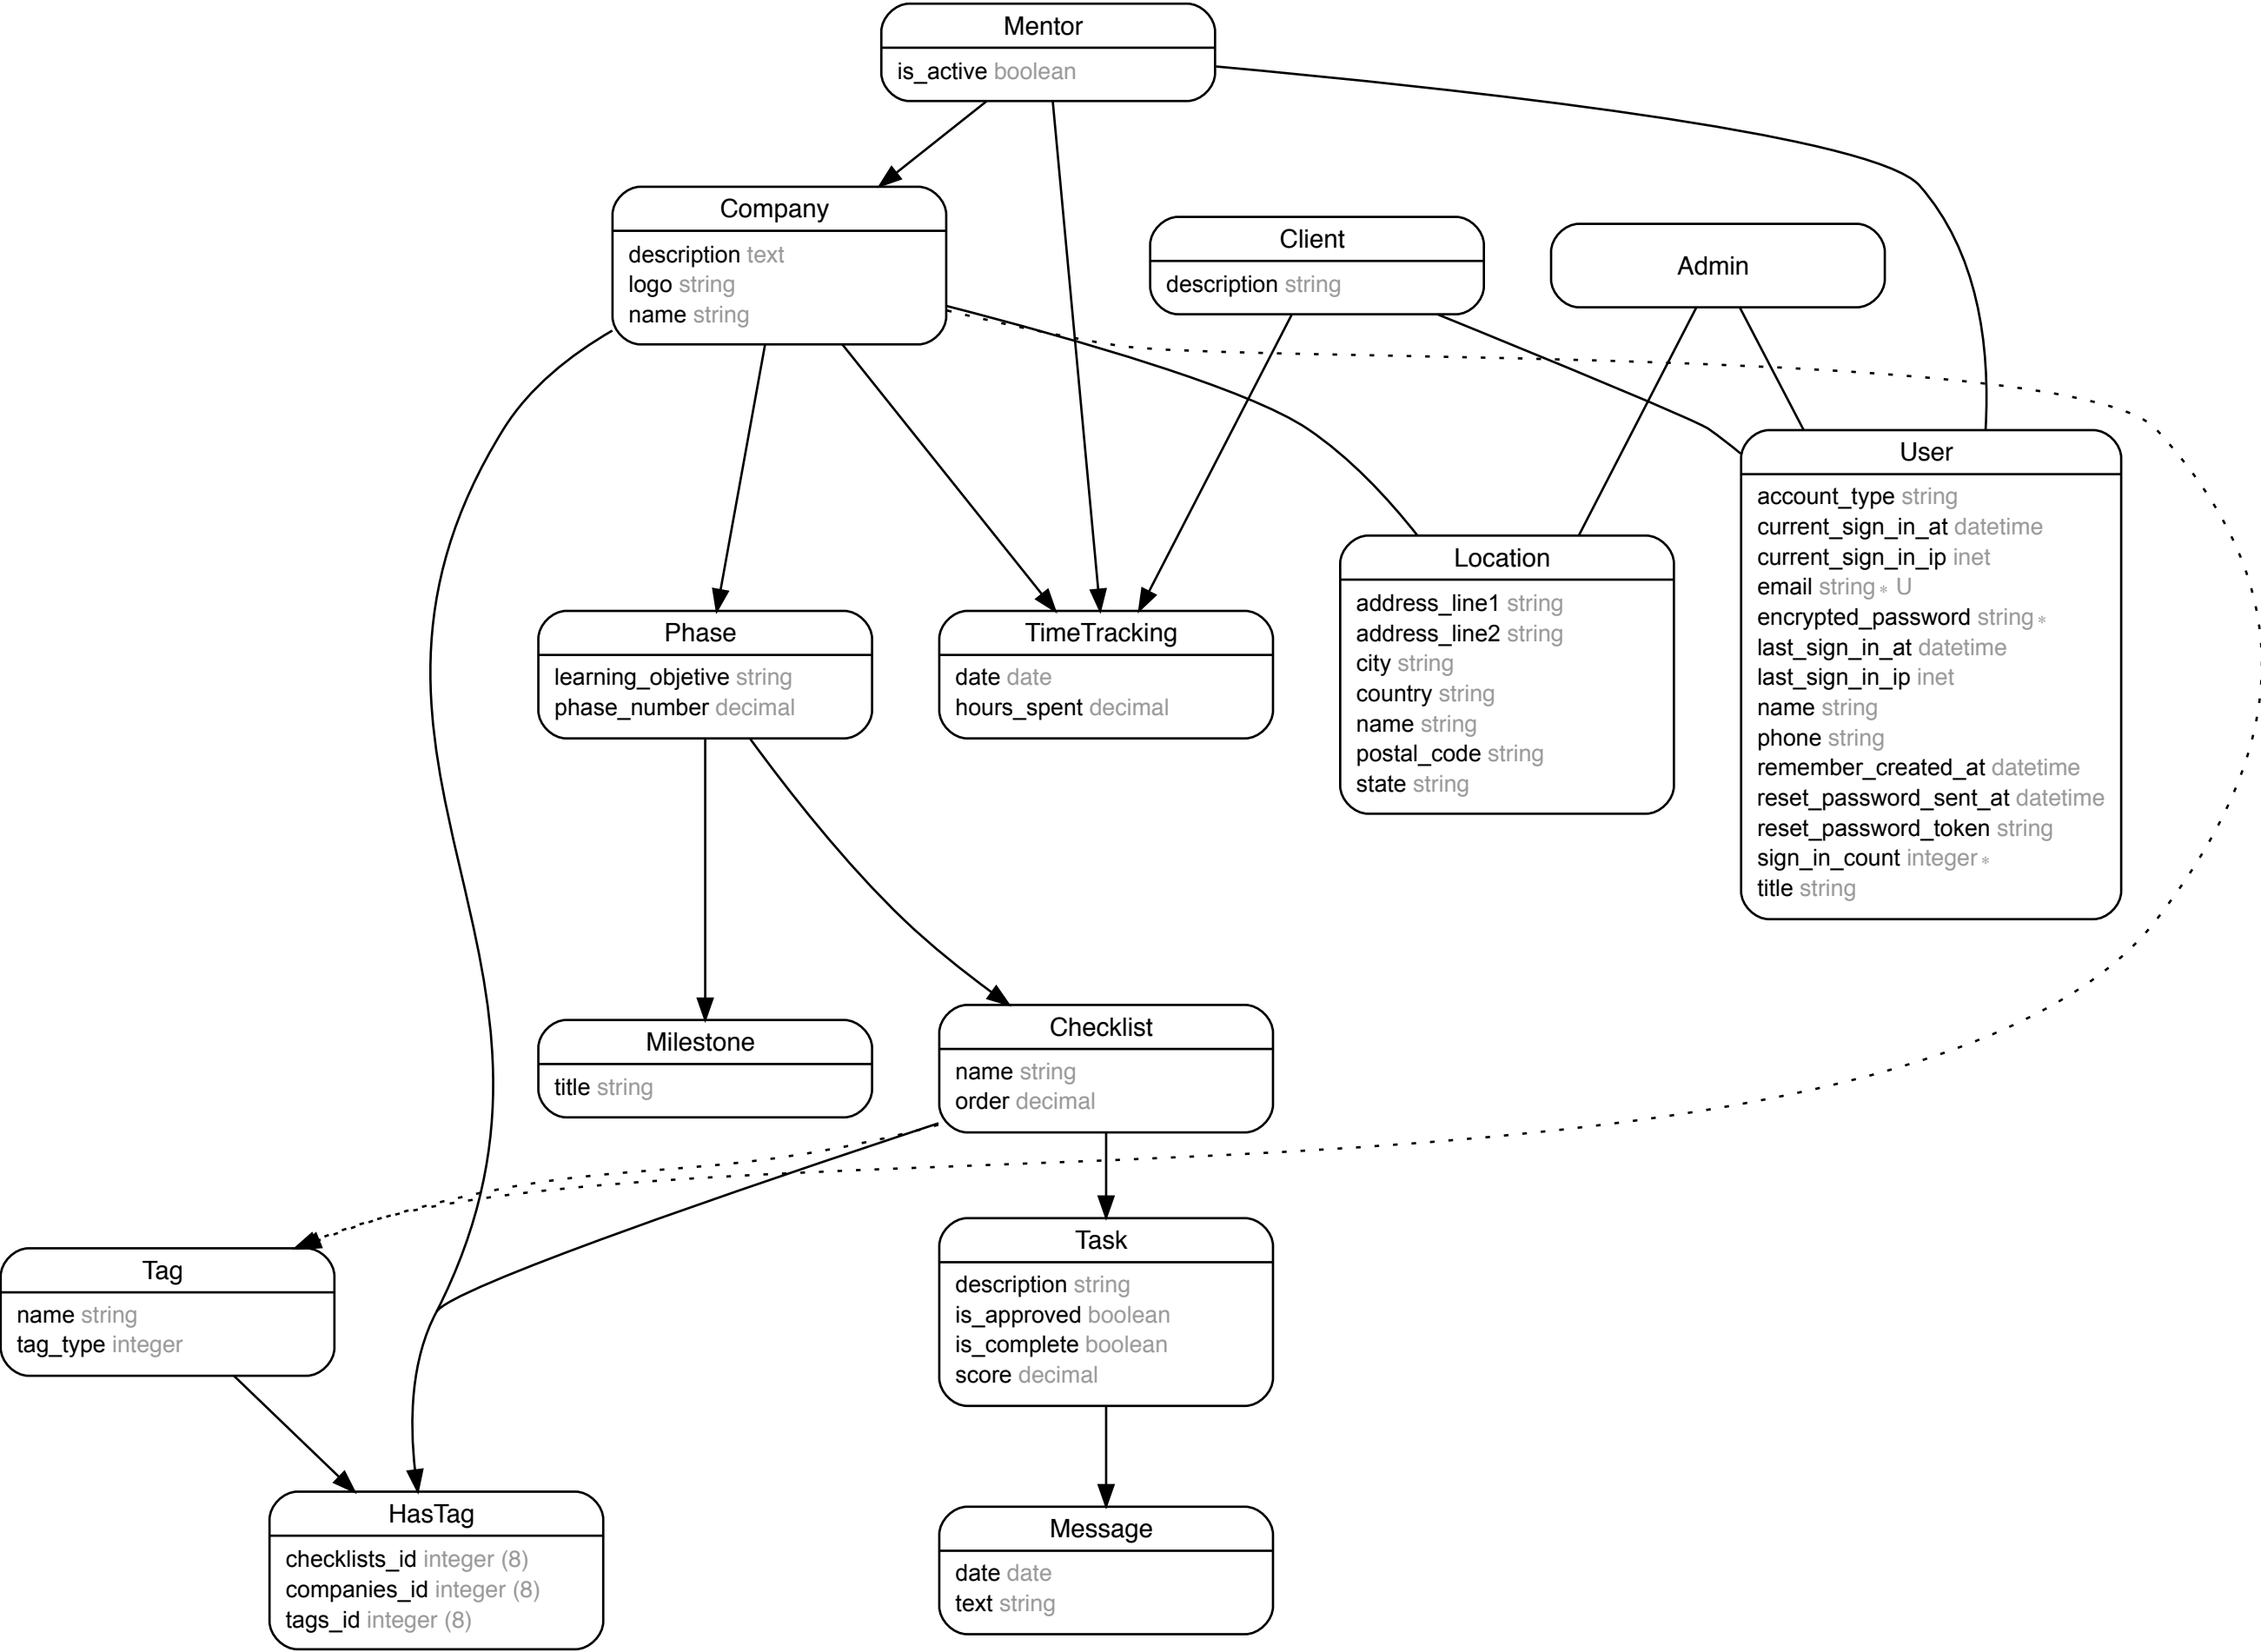 Mentor
is_active boolean
Company
description text
logo string
name string
Client
description string
Admin
User
account_type string
current_sign_in_at datetime
current_sign_in_ip inet
email string * U
encrypted_password string *
last_sign_in_at datetime
last_sign_in_ip inet
name string
phone string
remember_created_at datetime
reset_password_sent_at datetime
reset_password_token string
sign_in_count integer *
title string
Location
address_line1 string
address_line2 string
city string
country string
name string
postal_code string
state string
Phase
learning_objetive string
phase_number decimal
TimeTracking
date date
hours_spent decimal
Milestone
title string
Checklist
name string
order decimal
Tag
name string
tag_type integer
Task
description string
is_approved boolean
is_complete boolean
score decimal
HasTag
checklists_id integer (8)
companies_id integer (8)
tags_id integer (8)
Message
date date
text string